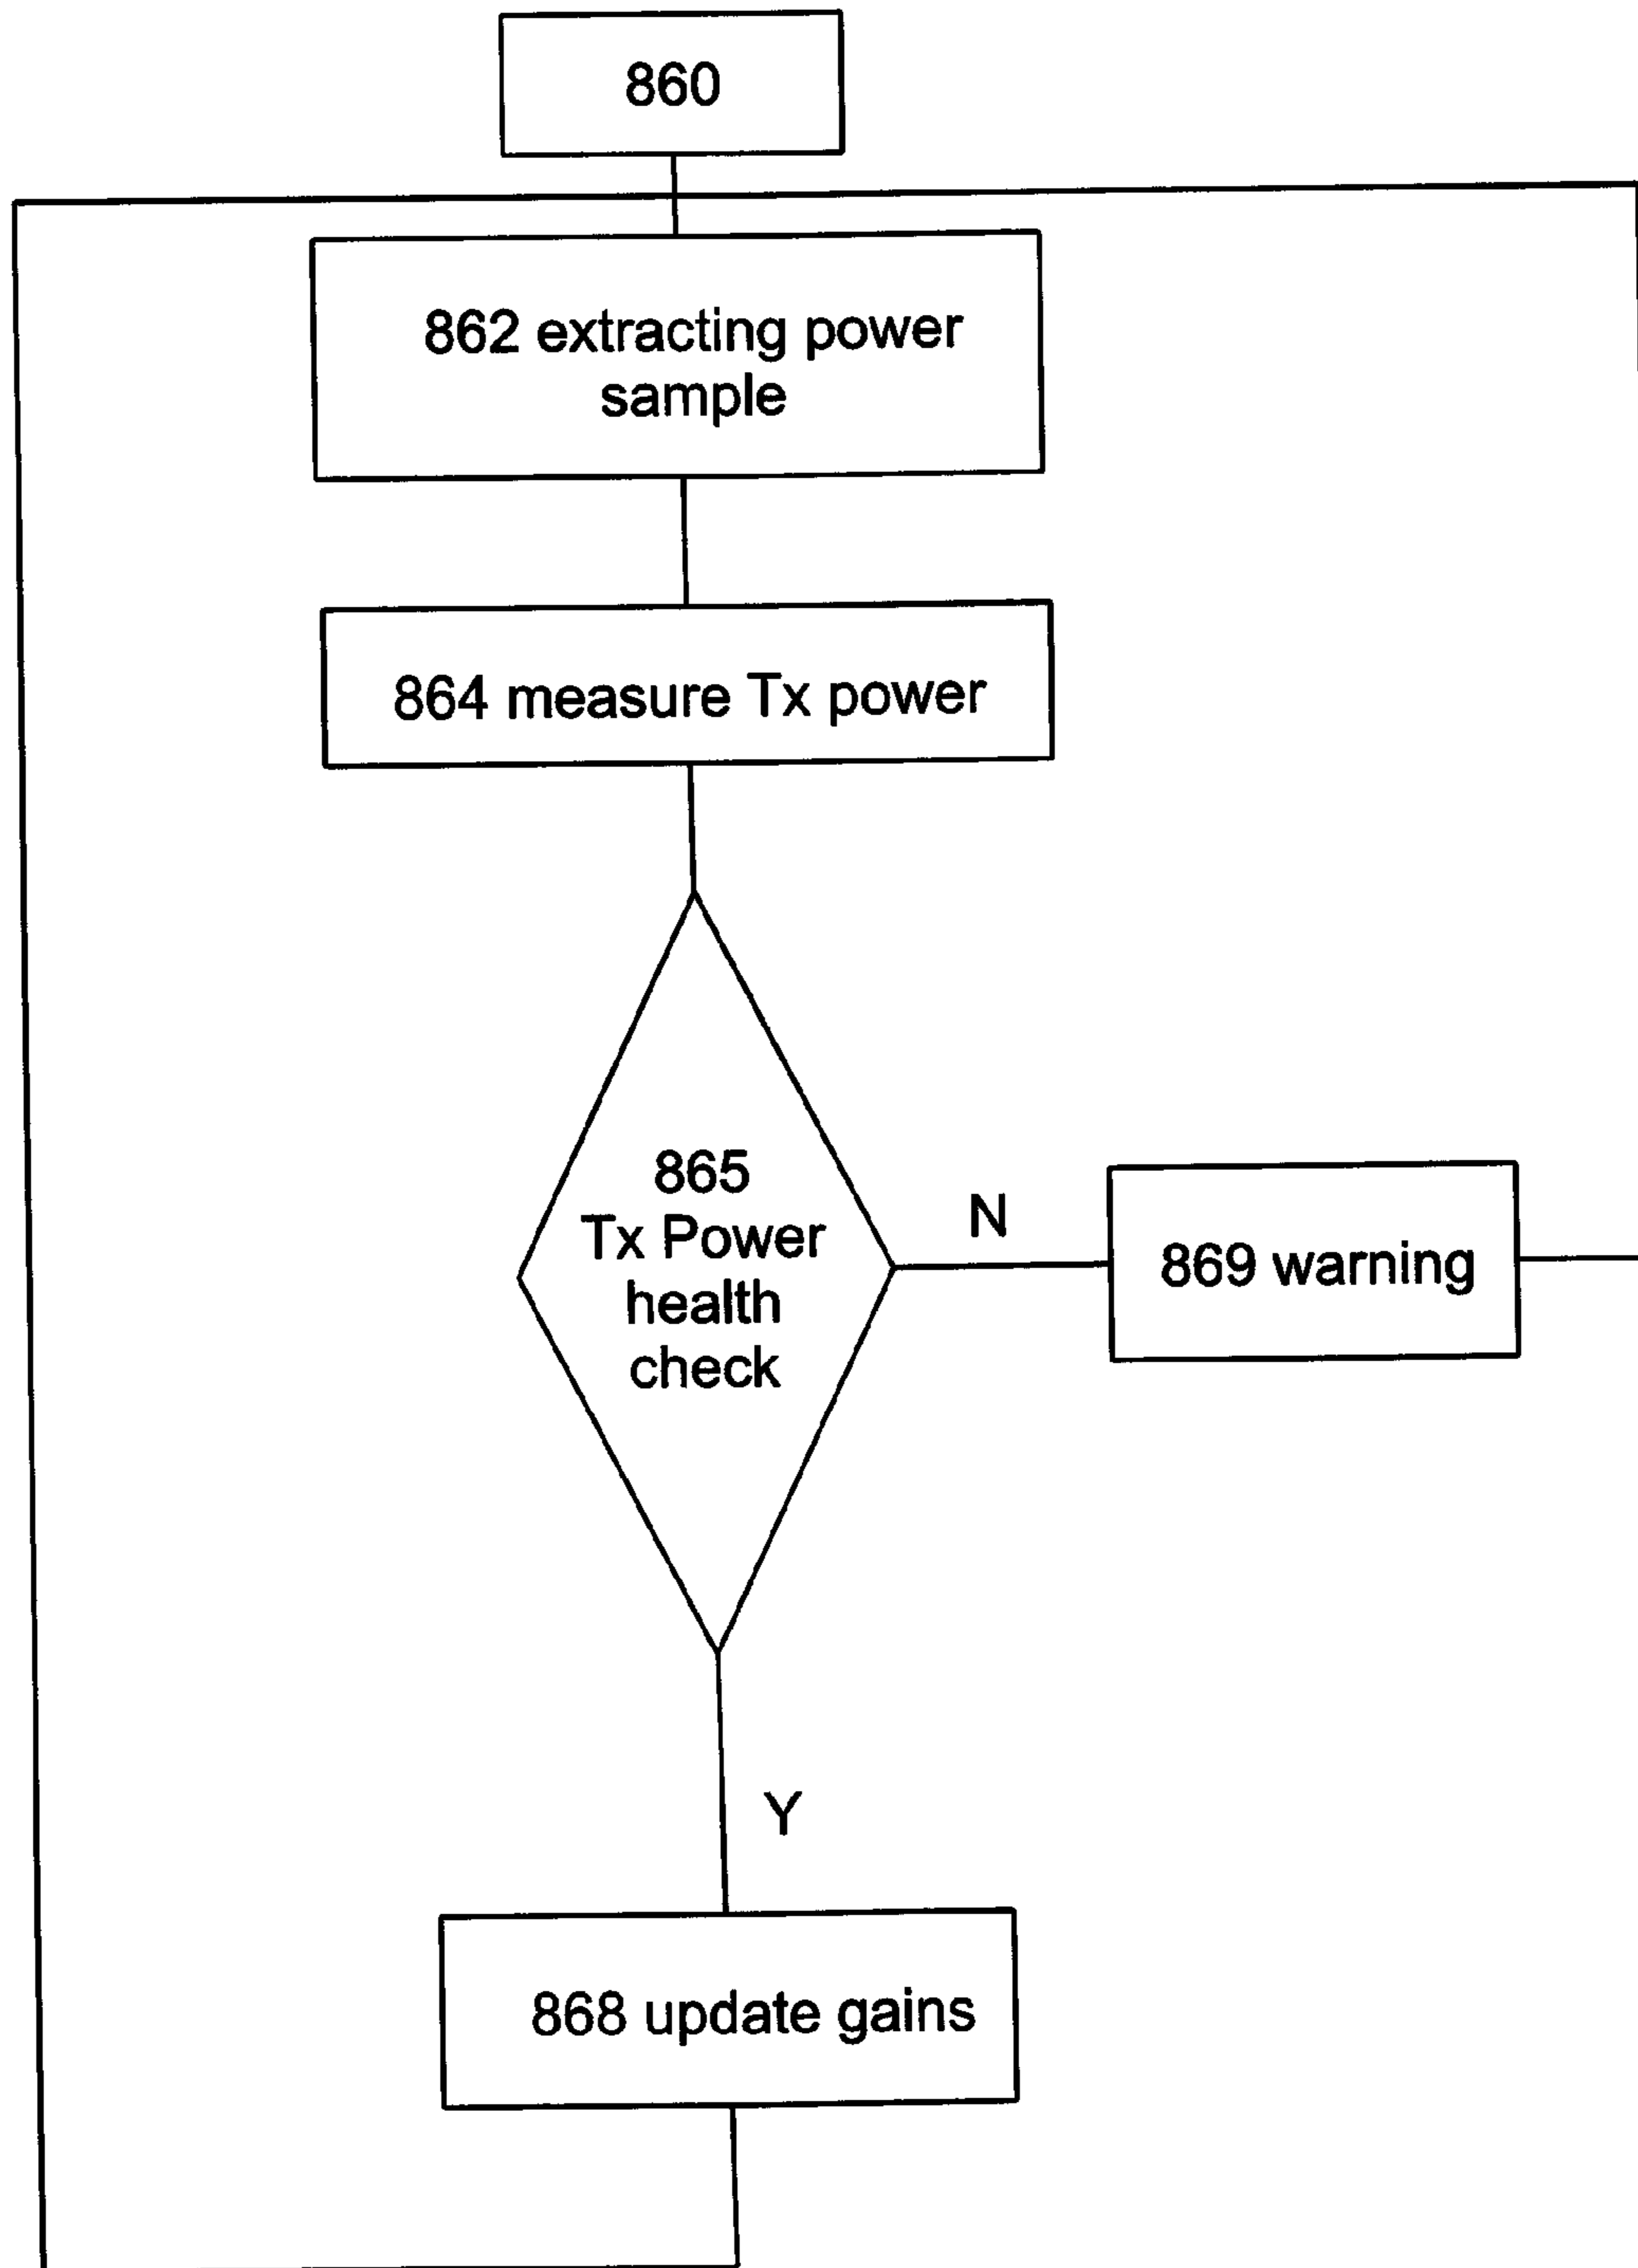 860
862 extracting power
sample
864 measure Tx power
865
Tx Power
health
check
N
869 warning
Y
868 update gains